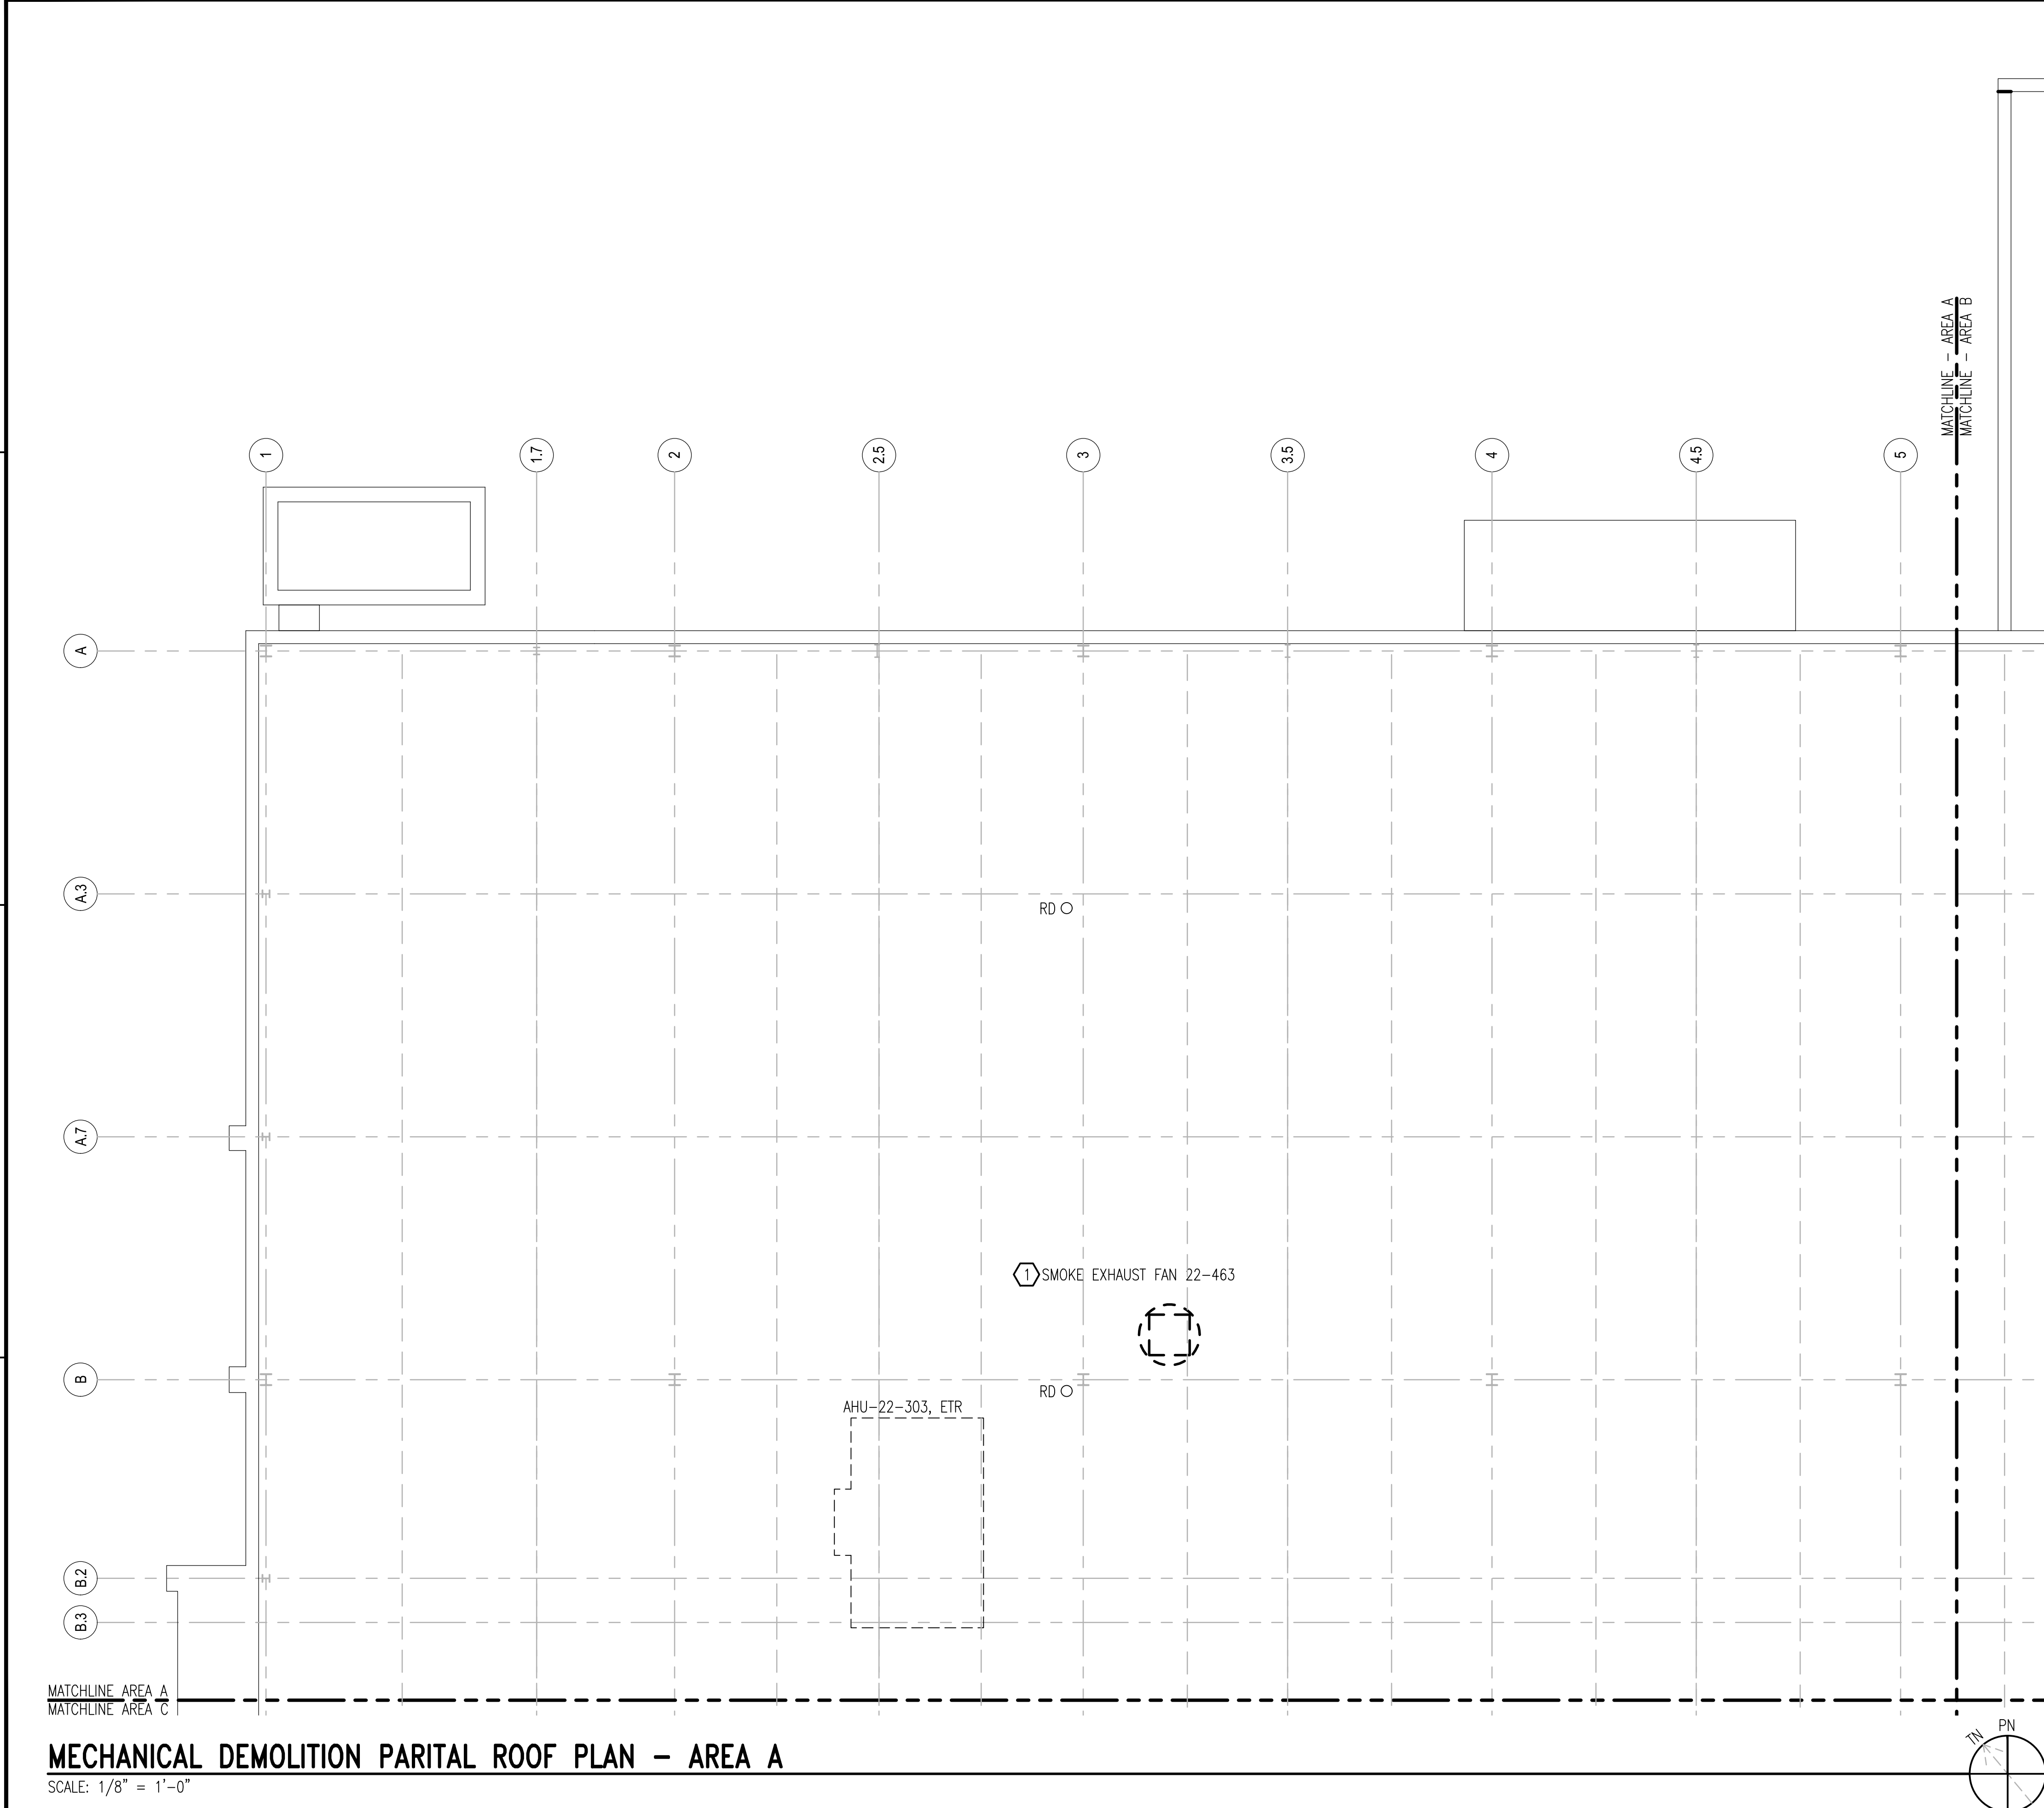 MATCHLINE - AREA A
MATCHLINE - AREA B
1
1.7
2
2.5
3
3.5
4
4.5
5
A
A.3
RD
A.7
1 SMOKE EXHAUST FAN 22-463
B
RD
AHU-22-303, ETR
B.2
B.3
MATCHLINE AREA A
MATCHLINE AREA C
PN
TN
MECHANICAL DEMOLITION PARITAL ROOF PLAN - AREA A
SCALE: 1/8" = 1'-0"